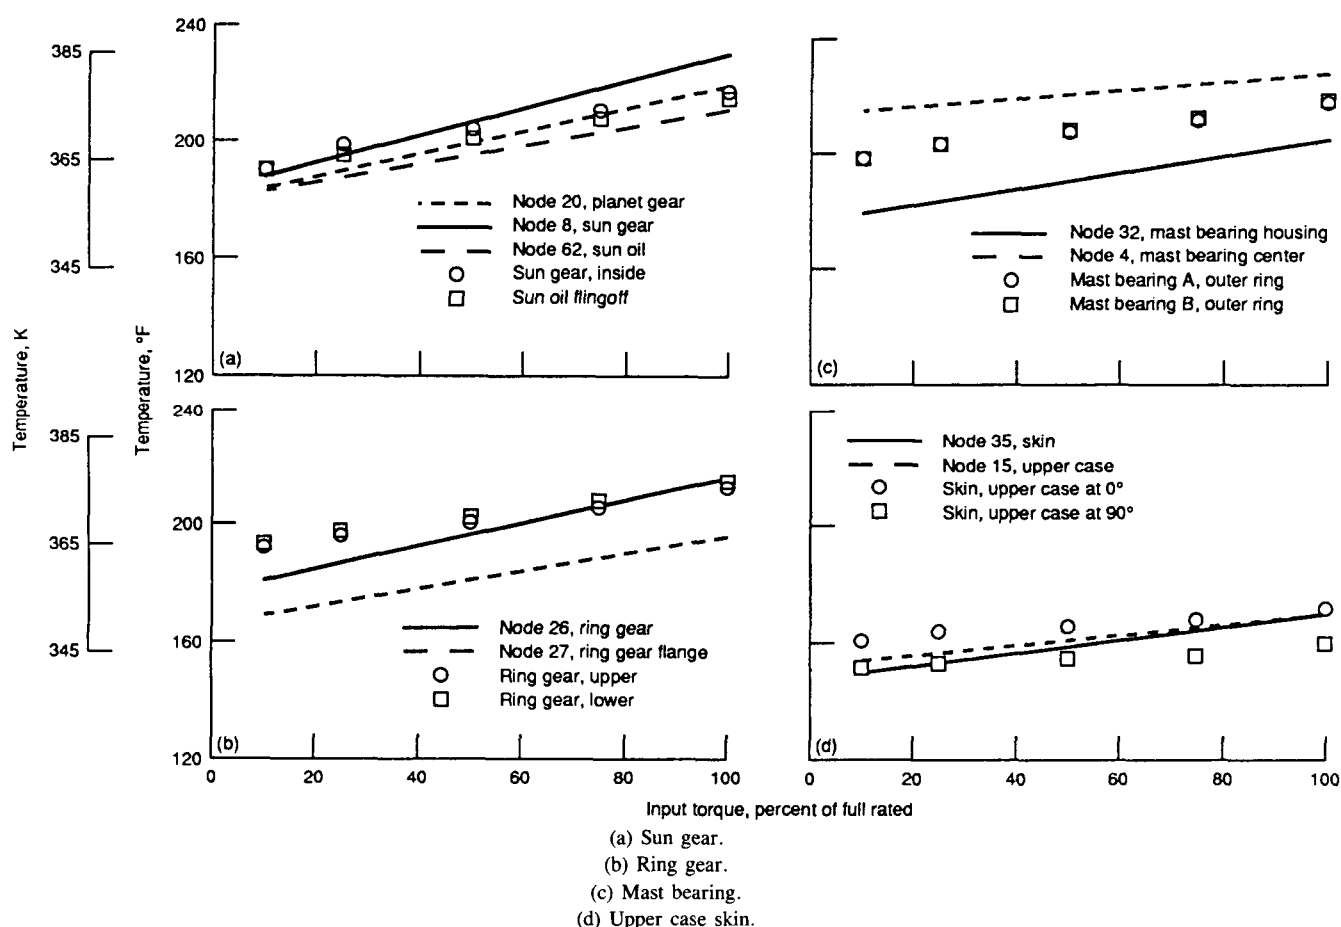 240
200
160
120
385
365
345
Temperature, K
Temperature, °F
Node 20, planet gear
Node 8, sun gear
Node 62, sun oil
Sun gear, inside
Sun oil flingoff
(a)
Node 32, mast bearing housing
Node 4, mast bearing center
Mast bearing A, outer ring
Mast bearing B, outer ring
(c)
240
200
160
120
385
365
345
Node 26, ring gear
Node 27, ring gear flange
Ring gear, upper
Ring gear, lower
(b)
0 20 40 60 80 100
Node 35, skin
Node 15, upper case
Skin, upper case at 0°
Skin, upper case at 90°
(d)
0 20 40 60 80 100
Input torque, percent of full rated
(a) Sun gear.
(b) Ring gear.
(c) Mast bearing.
(d) Upper case skin.